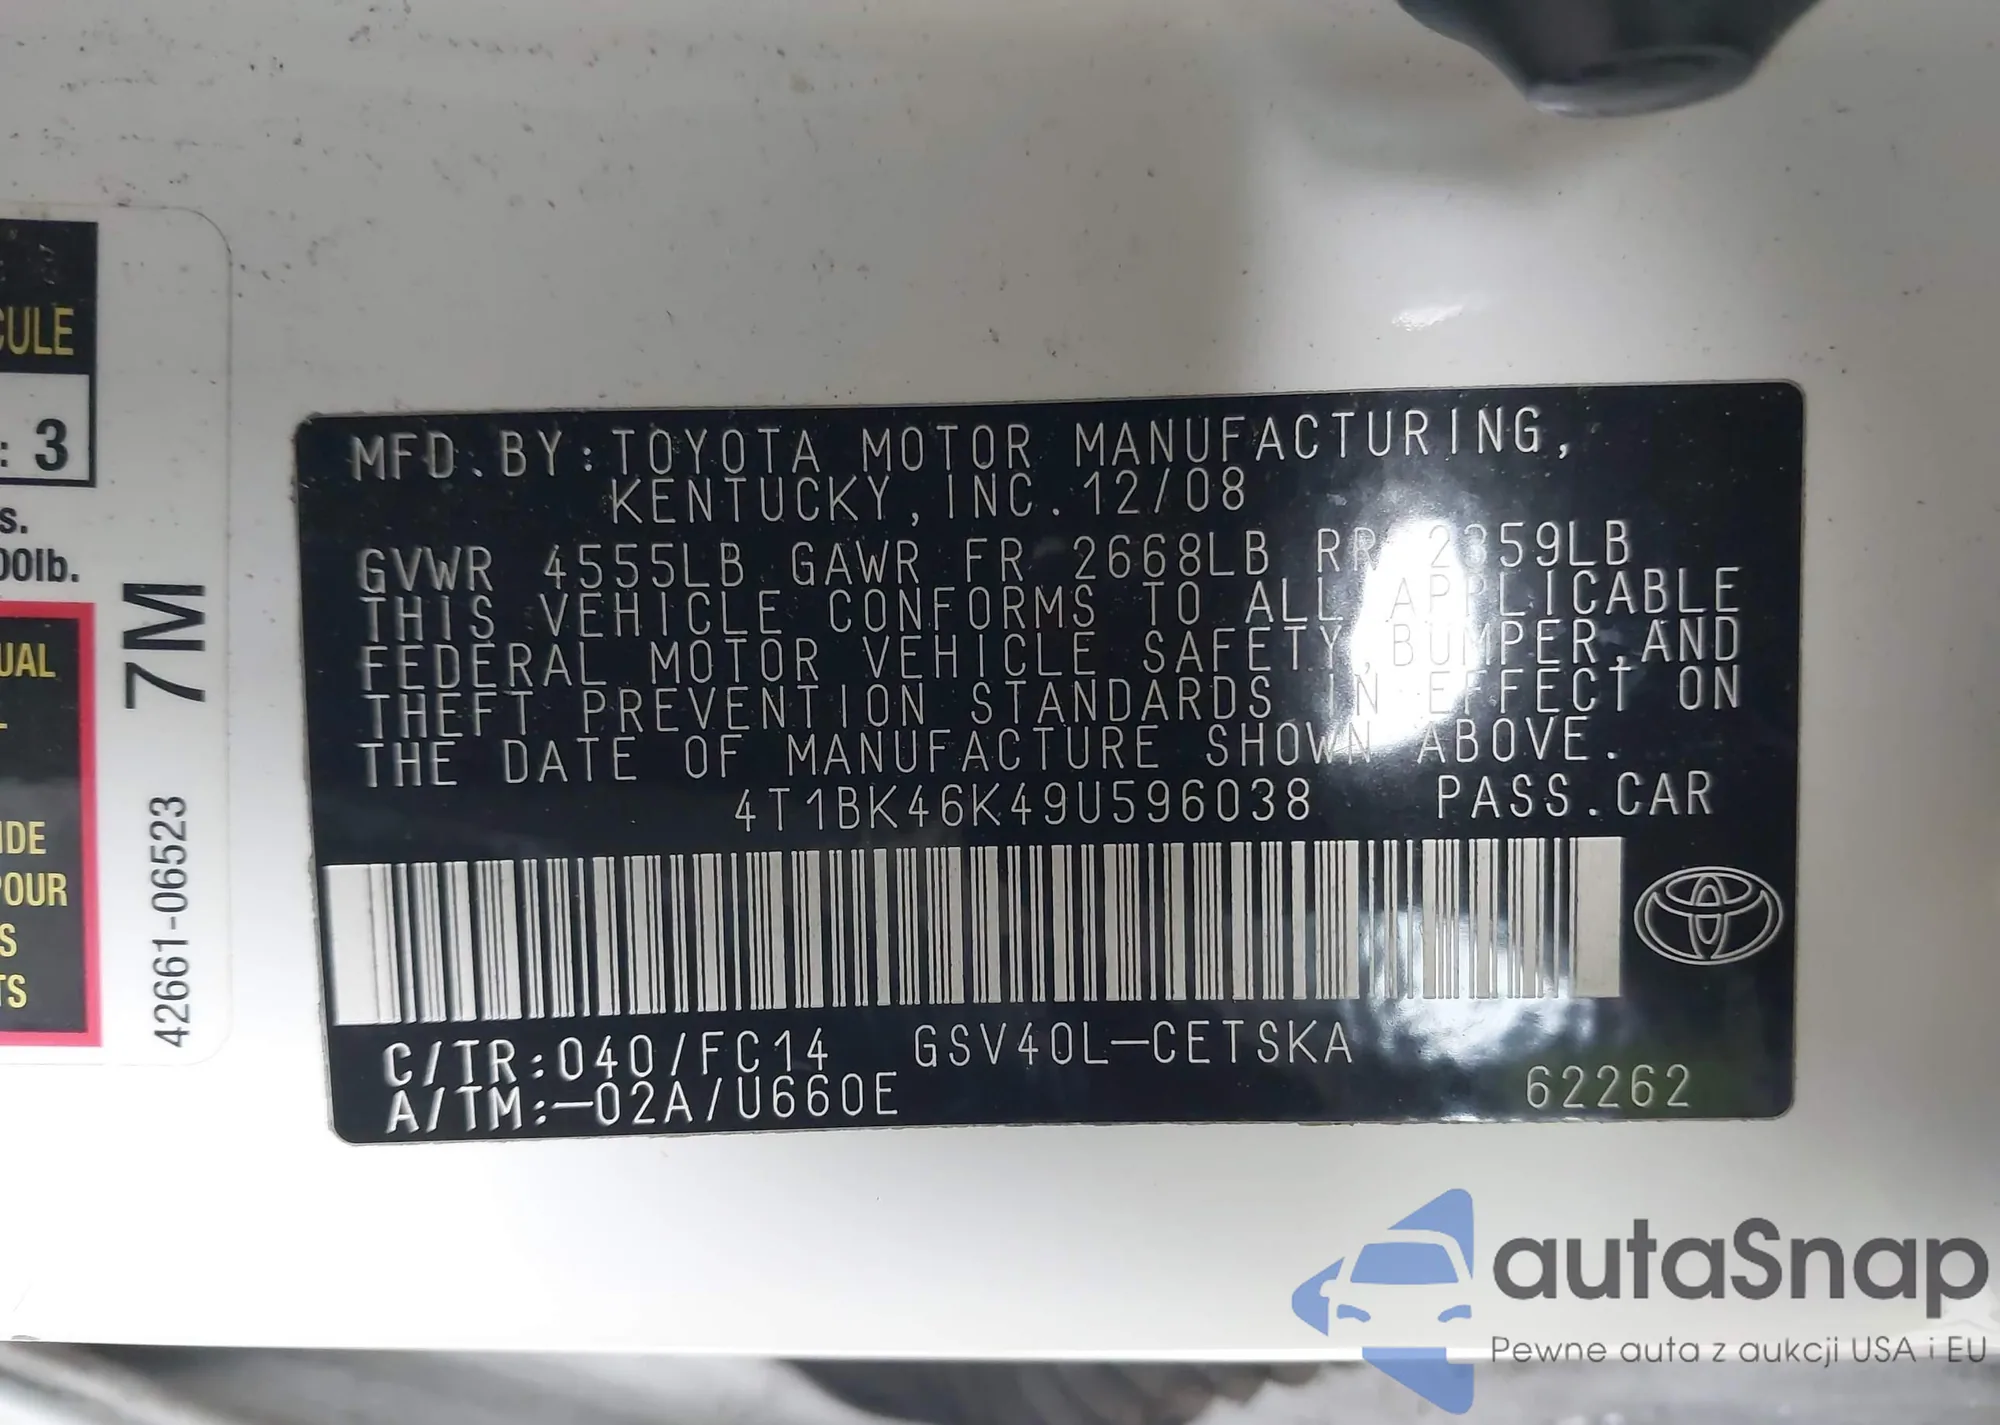 CULE
: 3
s.
00lb.
UAL
IDE
POUR
S
TS
7M
42661-06523
MFD.BY:TOYOTA MOTOR MANUFACTURING,
KENTUCKY,INC.12/08
GVWR 4555LB GAWR FR 2668LB RR 2359LB
THIS VEHICLE CONFORMS TO ALL APPLICABLE
FEDERAL MOTOR VEHICLE SAFETY,BUMPER,AND
THEFT PREVENTION STANDARDS IN EFFECT ON
THE DATE OF MANUFACTURE SHOWN ABOVE.
4T1BK46K49U596038 PASS.CAR
C/TR:040/FC14 GSV40L-CETSKA
A/TM:-02A/U660E 62262
autaSnap
Pewne auta z aukcji USA i EU